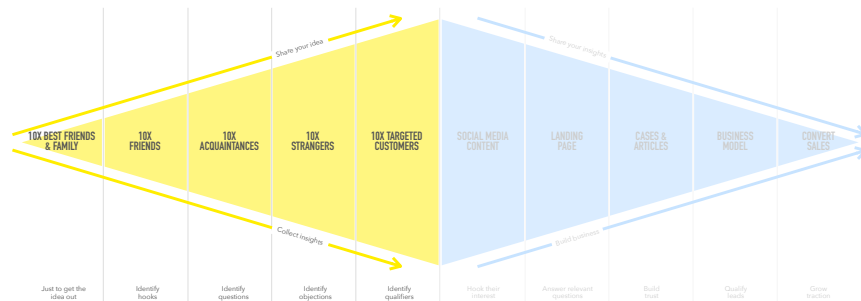 Share your idea
Share your insights
10X BEST FRIENDS
& FAMILY
10X
FRIENDS
10X
ACQUAINTANCES
10X
STRANGERS
10X TARGETED
CUSTOMERS
SOCIAL MEDIA
CONTENT
LANDING
PAGE
CASES &
ARTICLES
BUSINESS
MODEL
CONVERT
SALES
Collect insights
Build business
Just to get the
idea out
Identify
hooks
Identify
questions
Identify
objections
Identify
qualifiers
Hook their
interest
Answer relevant
questions
Build
trust
Qualify
leads
Grow
traction